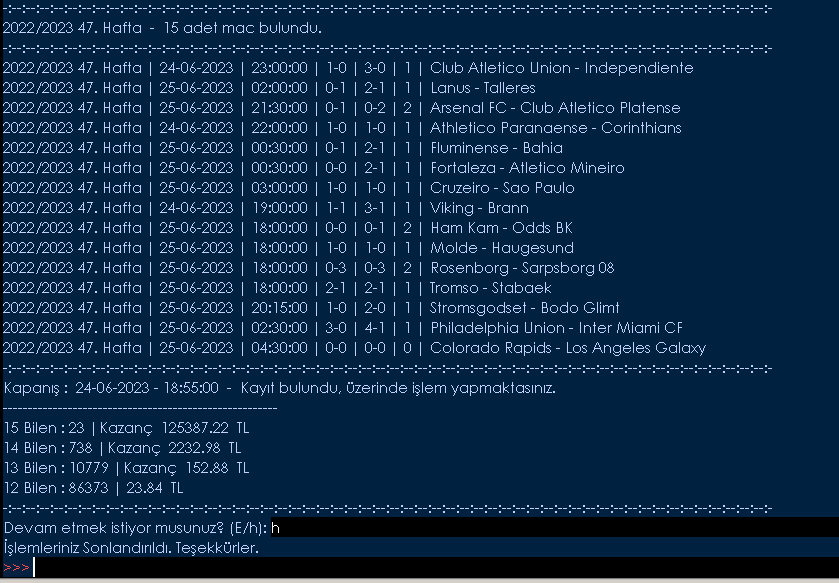 -:-:-:-:-:-:-:-:-:-:-:-:-:-:-:-:-:-:-:-:-:-:-:-:-:-:-:-:-:-:-:-:-:-:-:-:-:-:-:-:-:-:-:-:-:-:-:-:-:-:-:-:-:-
2022/2023 47. Hafta - 15 adet mac bulundu.
-:-:-:-:-:-:-:-:-:-:-:-:-:-:-:-:-:-:-:-:-:-:-:-:-:-:-:-:-:-:-:-:-:-:-:-:-:-:-:-:-:-:-:-:-:-:-:-:-:-:-:-:-:-
2022/2023 47. Hafta | 24-06-2023 | 23:00:00 | 1-0 | 3-0 | 1 | Club Atletico Union - Independiente
2022/2023 47. Hafta | 25-06-2023 | 02:00:00 | 0-1 | 2-1 | 1 | Lanus - Talleres
2022/2023 47. Hafta | 25-06-2023 | 21:30:00 | 0-1 | 0-2 | 2 | Arsenal FC - Club Atletico Platense
2022/2023 47. Hafta | 24-06-2023 | 22:00:00 | 1-0 | 1-0 | 1 | Athletico Paranaense - Corinthians
2022/2023 47. Hafta | 25-06-2023 | 00:30:00 | 0-1 | 2-1 | 1 | Fluminense - Bahia
2022/2023 47. Hafta | 25-06-2023 | 00:30:00 | 0-0 | 2-1 | 1 | Fortaleza - Atletico Mineiro
2022/2023 47. Hafta | 25-06-2023 | 03:00:00 | 1-0 | 1-0 | 1 | Cruzeiro - Sao Paulo
2022/2023 47. Hafta | 24-06-2023 | 19:00:00 | 1-1 | 3-1 | 1 | Viking - Brann
2022/2023 47. Hafta | 25-06-2023 | 18:00:00 | 0-0 | 0-1 | 2 | Ham Kam - Odds BK
2022/2023 47. Hafta | 25-06-2023 | 18:00:00 | 1-0 | 1-0 | 1 | Molde - Haugesund
2022/2023 47. Hafta | 25-06-2023 | 18:00:00 | 0-3 | 0-3 | 2 | Rosenborg - Sarpsborg 08
2022/2023 47. Hafta | 25-06-2023 | 18:00:00 | 2-1 | 2-1 | 1 | Tromso - Stabaek
2022/2023 47. Hafta | 25-06-2023 | 20:15:00 | 1-0 | 2-0 | 1 | Stromsgodset - Bodo Glimt
2022/2023 47. Hafta | 25-06-2023 | 02:30:00 | 3-0 | 4-1 | 1 | Philadelphia Union - Inter Miami CF
2022/2023 47. Hafta | 25-06-2023 | 04:30:00 | 0-0 | 0-0 | 0 | Colorado Rapids - Los Angeles Galaxy
-:-:-:-:-:-:-:-:-:-:-:-:-:-:-:-:-:-:-:-:-:-:-:-:-:-:-:-:-:-:-:-:-:-:-:-:-:-:-:-:-:-:-:-:-:-:-:-:-:-:-:-:-:-
Kapanış : 24-06-2023 - 18:55:00 - Kayıt bulundu, üzerinde işlem yapmaktasınız.
-------------------------------------------------------
15 Bilen : 23 | Kazanç 125387.22 TL
14 Bilen : 738 | Kazanç 2232.98 TL
13 Bilen : 10779 | Kazanç 152.88 TL
12 Bilen : 86373 | 23.84 TL
-:-:-:-:-:-:-:-:-:-:-:-:-:-:-:-:-:-:-:-:-:-:-:-:-:-:-:-:-:-:-:-:-:-:-:-:-:-:-:-:-:-:-:-:-:-:-:-:-:-:-:-:-:-
Devam etmek istiyor musunuz? (E/h): h
İşlemleriniz Sonlandırıldı. Teşekkürler.
>>>